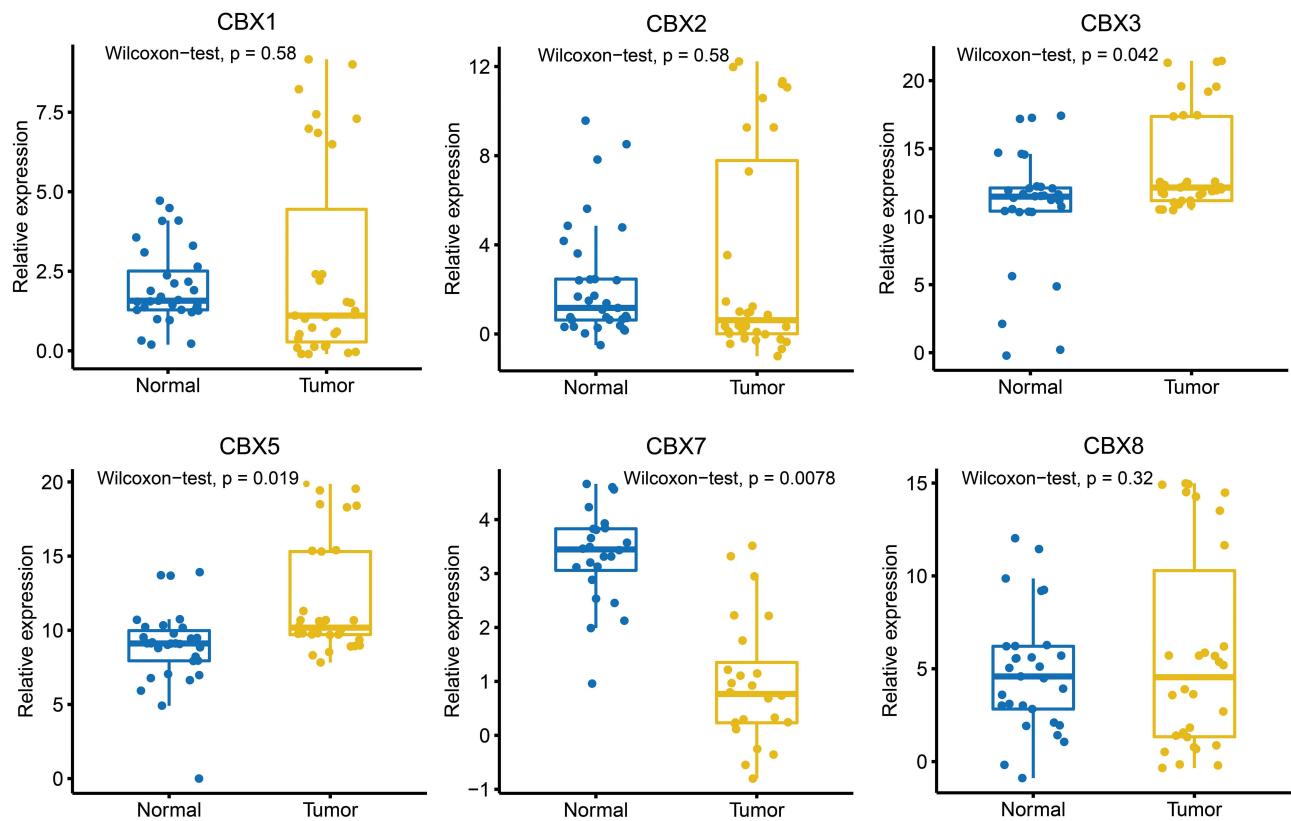 CBX1
Wilcoxon−test, p = 0.58
Relative expression
7.5
5.0
2.5
0.0
Normal
Tumor
CBX2
Wilcoxon−test, p = 0.58
Relative expression
12
8
4
0
Normal
Tumor
CBX3
Wilcoxon−test, p = 0.042
Relative expression
20
15
10
5
0
Normal
Tumor
CBX5
Wilcoxon−test, p = 0.019
Relative expression
20
15
10
5
0
Normal
Tumor
CBX7
Wilcoxon−test, p = 0.0078
Relative expression
4
3
2
1
0
−1
Normal
Tumor
CBX8
Wilcoxon−test, p = 0.32
Relative expression
15
10
5
0
Normal
Tumor